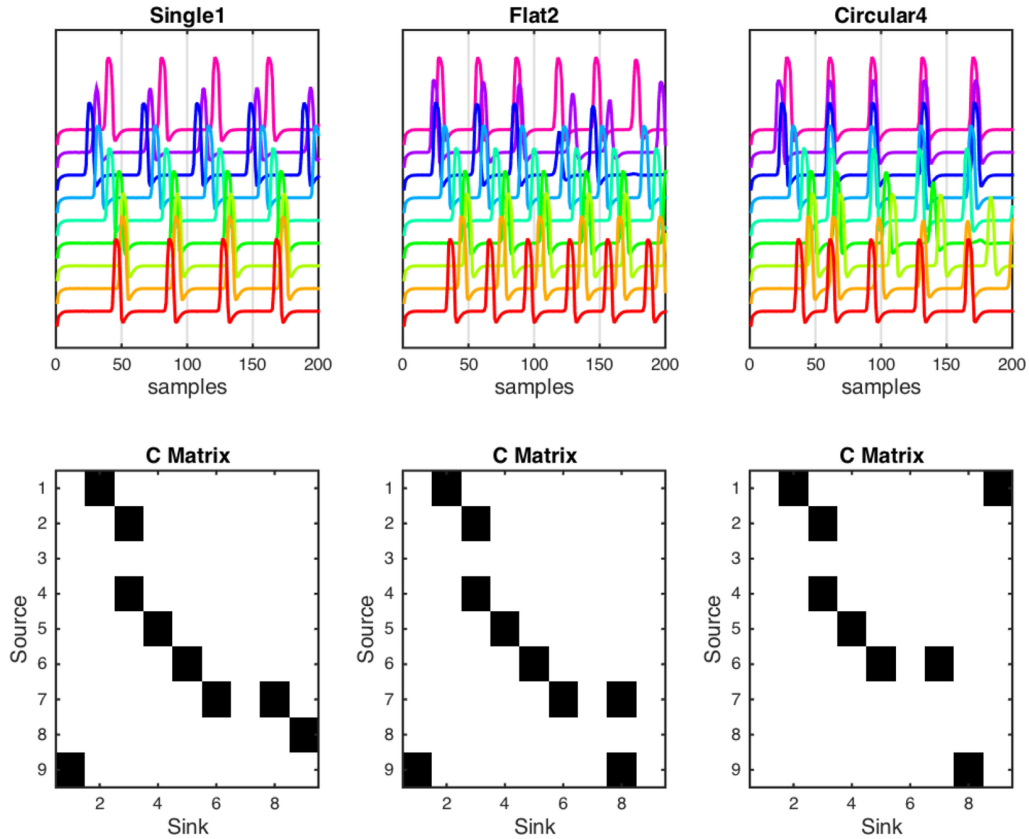 Single1 Flat2 Circular4
0 50 100 150 200 0 50 100 150 200 0 50 100 150 200
samples samples samples
C Matrix C Matrix C Matrix
1 1 1
2 2 2
3 3 3
4 4 4
Source Source Source
5 5 5
6 6 6
7 7 7
8 8 8
9 9 9
2 4 6 8 2 4 6 8 2 4 6 8
Sink Sink Sink